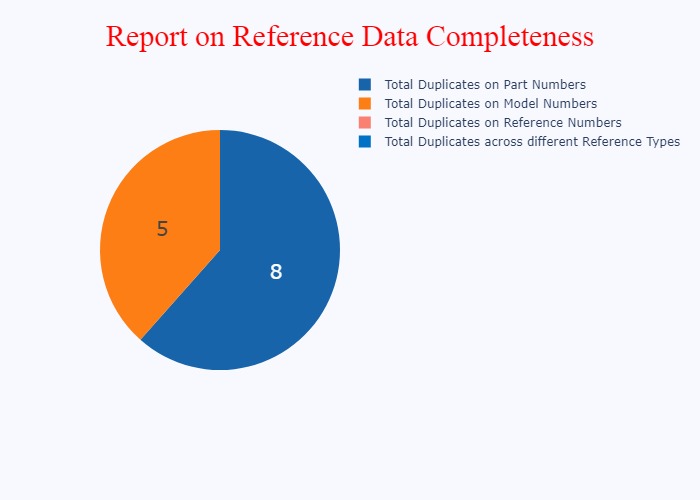 Report on Reference Data Completeness
Total Duplicates on Part Numbers
Total Duplicates on Model Numbers
Total Duplicates on Reference Numbers
Total Duplicates across different Reference Types
5
8